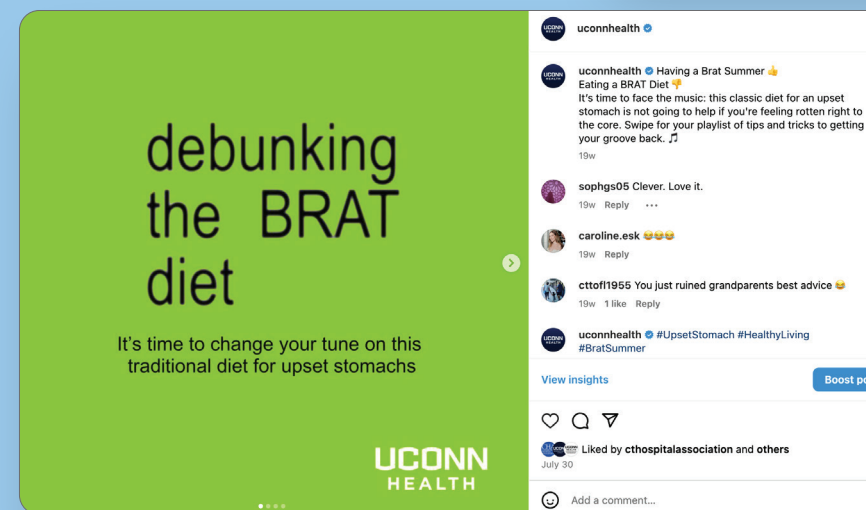 debunking
the BRAT
diet
It's time to change your tune on this
traditional diet for upset stomachs
UCONN
HEALTH
uconnhealth
uconnhealth Having a Brat Summer 👍
Eating a BRAT Diet 👎
It's time to face the music: this classic diet for an upset
stomach is not going to help if you're feeling rotten right to
the core. Swipe for your playlist of tips and tricks to getting
your groove back. 🎵
19w
sophgs05 Clever. Love it.
19w Reply ...
caroline.esk 😂😂😂
19w Reply
cttofl1955 You just ruined grandparents best advice 😂
19w 1 like Reply
uconnhealth #UpsetStomach #HealthyLiving
#BratSummer
View insights
Boost po
Liked by cthospitalassociation and others
July 30
Add a comment...